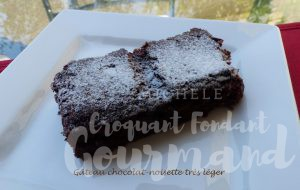 MICHELE
Croquant Fondant
Gourmand
Gâteau chocolat-noisette très léger